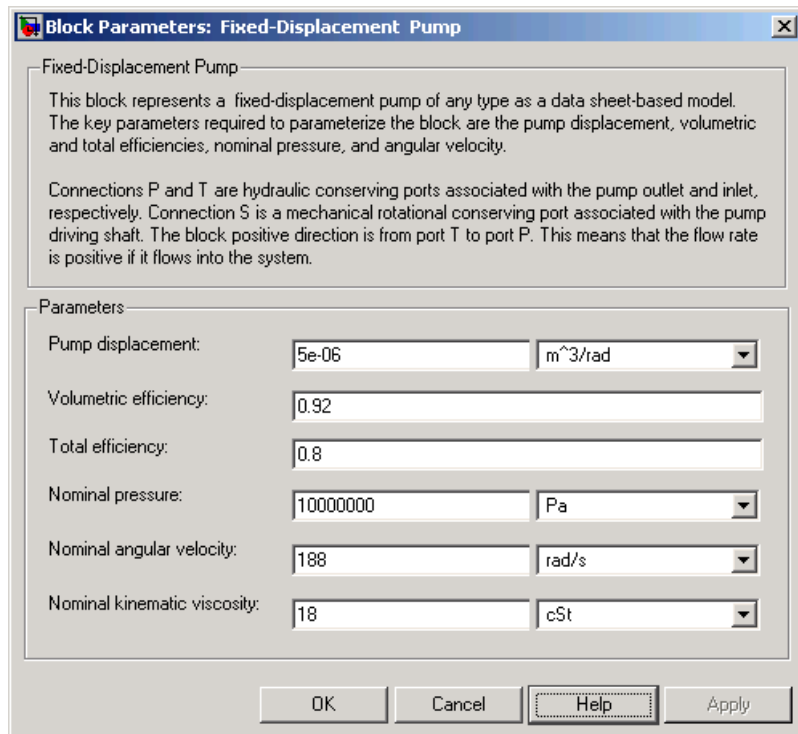 Block Parameters: Fixed-Displacement Pump
Fixed-Displacement Pump
This block represents a fixed-displacement pump of any type as a data sheet-based model.
The key parameters required to parameterize the block are the pump displacement, volumetric
and total efficiencies, nominal pressure, and angular velocity.
Connections P and T are hydraulic conserving ports associated with the pump outlet and inlet,
respectively. Connection S is a mechanical rotational conserving port associated with the pump
driving shaft. The block positive direction is from port T to port P. This means that the flow rate
is positive if it flows into the system.
Parameters
Pump displacement: 5e-06 m^3/rad
Volumetric efficiency: 0.92
Total efficiency: 0.8
Nominal pressure: 10000000 Pa
Nominal angular velocity: 188 rad/s
Nominal kinematic viscosity: 18 cSt
OK Cancel Help Apply